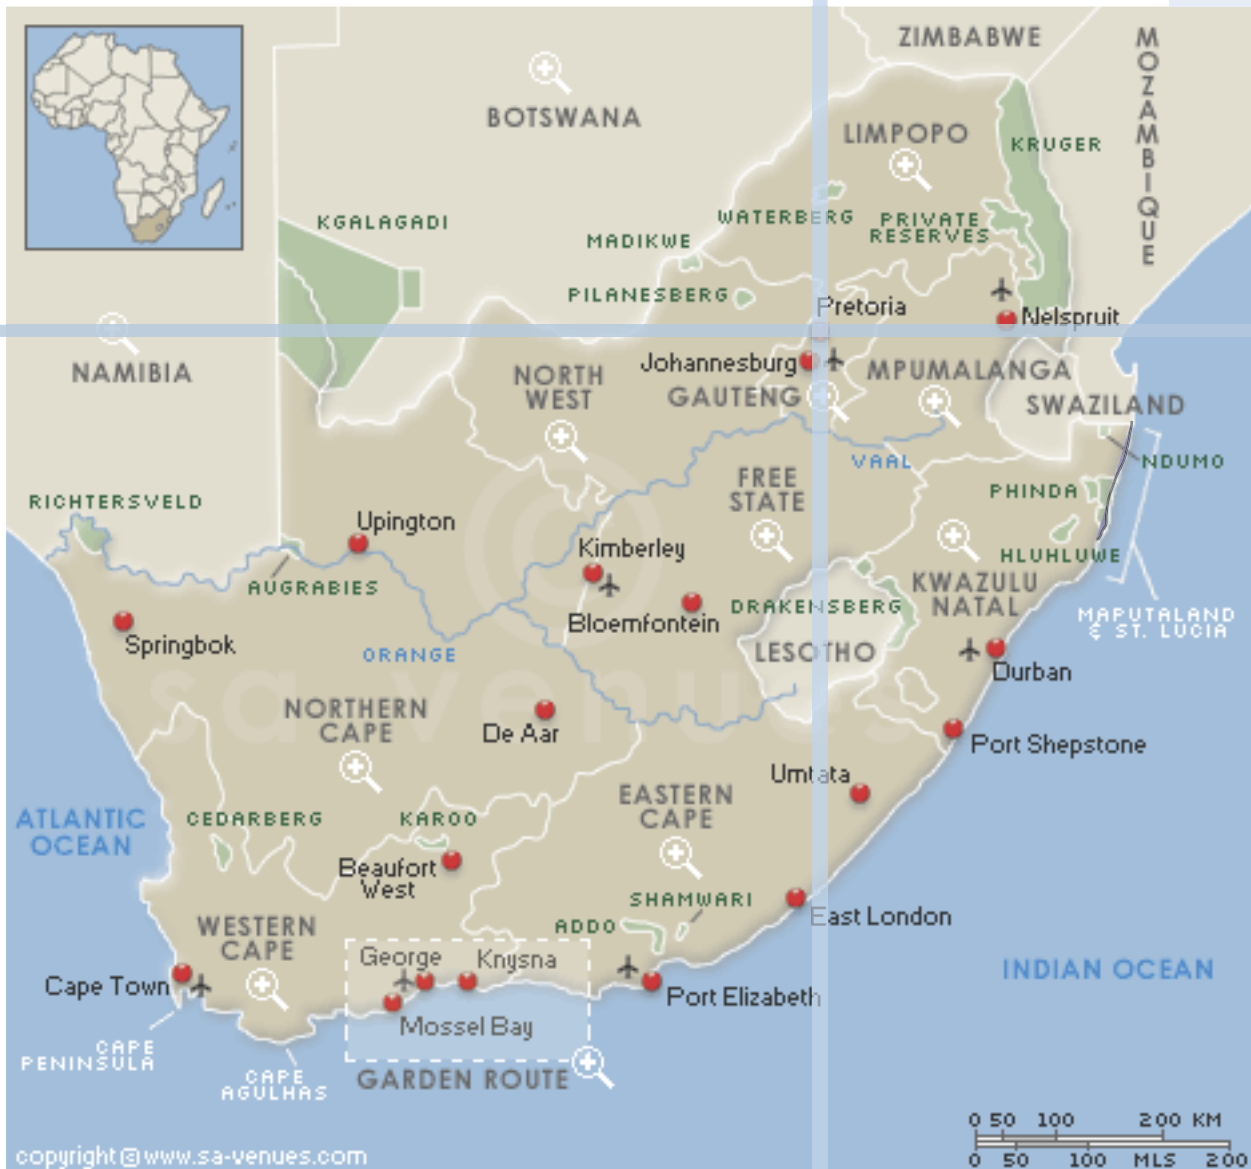 ZIMBABWE
MOZAMBIQUE
BOTSWANA
LIMPOPO
KRUGER
KGALAGADI
WATERBERG
PRIVATE
RESERVES
MADIKWE
PILANESBERG
Pretoria
Nelspruit
NAMIBIA
Johannesburg
NORTH
WEST
GAUTENG
MPUMALANGA
SWAZILAND
VAAL
NDUMO
FREE
STATE
PHINDA
RICHTERSVELD
Upington
Kimberley
HLUHLUWE
AUGRABIES
KWAZULU
NATAL
DRAKENSBERG
MAPUTALAND
& ST. LUCIA
Bloemfontein
Springbok
ORANGE
LESOTHO
Durban
sa-venues
NORTHERN
CAPE
De Aar
Port Shepstone
Umtata
EASTERN
CAPE
ATLANTIC
OCEAN
CEDARBERG
KAROO
Beaufort
West
SHAMWARI
ADDO
East London
WESTERN
CAPE
George
Knysna
INDIAN OCEAN
Cape Town
Port Elizabeth
Mossel Bay
CAPE
PENINSULA
CAPE
AGULHAS
GARDEN ROUTE
0 50 100 200 KM
0 50 100 MLS 200
copyright©www.sa-venues.com